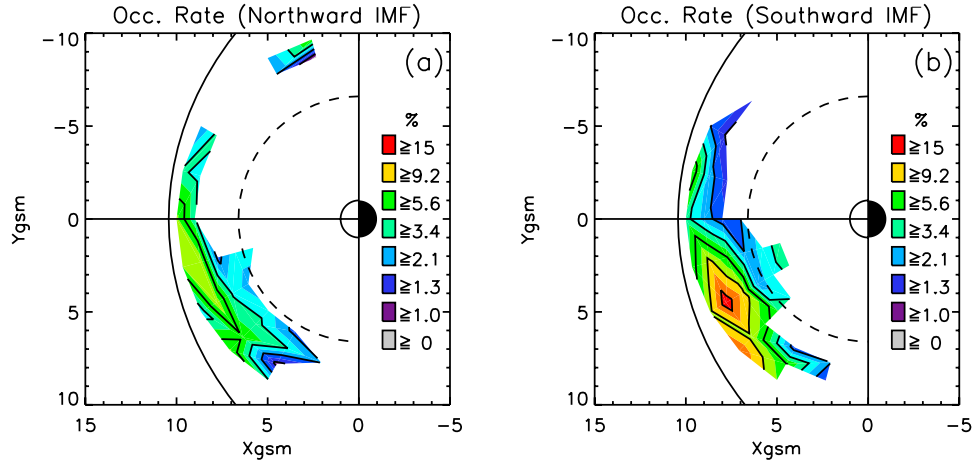 Occ. Rate (Northward IMF)
(a)
-10
-5
0
5
10
Ygsm
15 10 5 0 -5
Xgsm
%
≥15
≥9.2
≥5.6
≥3.4
≥2.1
≥1.3
≥1.0
≥ 0
Occ. Rate (Southward IMF)
(b)
-10
-5
0
5
10
Ygsm
15 10 5 0 -5
Xgsm
%
≥15
≥9.2
≥5.6
≥3.4
≥2.1
≥1.3
≥1.0
≥ 0